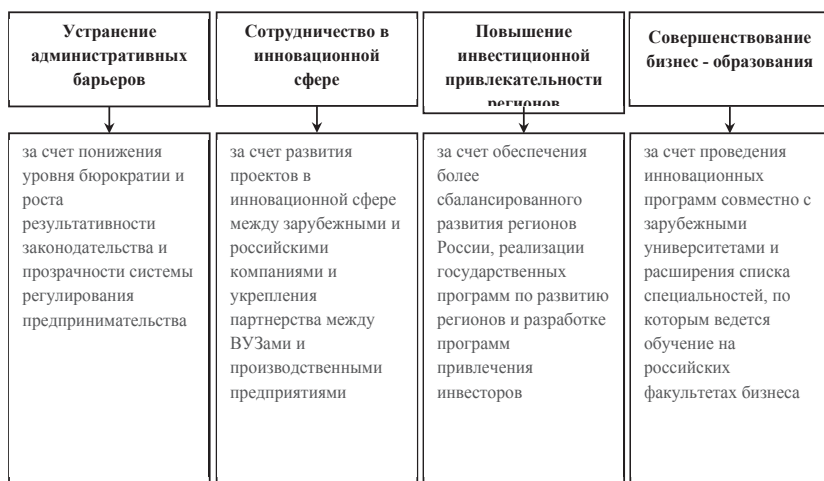 Устранение
административных
барьеров
Сотрудничество в
инновационной
сфере
Повышение
инвестиционной
привлекательности
регионов
Совершенствование
бизнес - образования
за счет понижения
уровня бюрократии и
роста
результативности
законодательства и
прозрачности системы
регулирования
предпринимательства
за счет развития
проектов в
инновационной сфере
между зарубежными и
российскими
компаниями и
укрепления
партнерства между
ВУЗами и
производственными
предприятиями
за счет обеспечения
более
сбалансированного
развития регионов
России, реализации
государственных
программ по развитию
регионов и разработке
программ
привлечения
инвесторов
за счет проведения
инновационных
программ совместно с
зарубежными
университетами и
расширения списка
специальностей, по
которым ведется
обучение на
российских
факультетах бизнеса